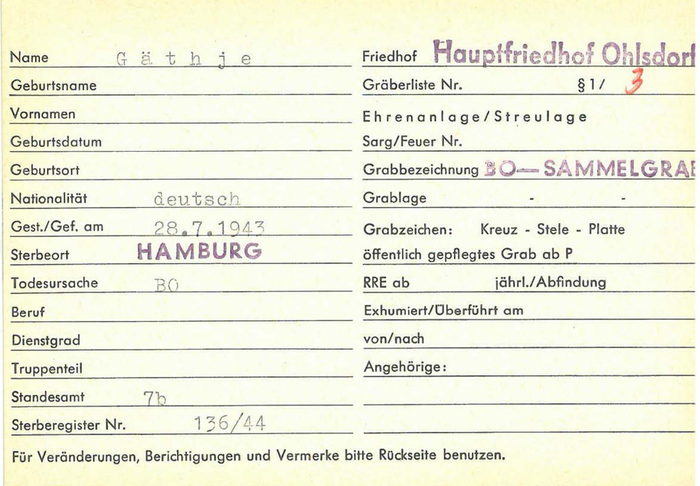 Name Gäthje
Geburtsname
Vornamen
Geburtsdatum
Geburtsort
Nationalität deutsch
Gest./Gef. am 28.7.1943
Sterbeort HAMBURG
Todesursache BO
Beruf
Dienstgrad
Truppenteil
Standesamt 7b
Sterberegister Nr. 136/44
Friedhof Hauptfriedhof Ohlsdorf
Gräberliste Nr. § 1/ 3
Ehrenanlage/Streulage
Sarg/Feuer Nr.
Grabbezeichnung BO—SAMMELGRAB
Grablage - -
Grabzeichen: Kreuz - Stele - Platte
öffentlich gepflegtes Grab ab P
RRE ab jährl./Abfindung
Exhumiert/Überführt am
von/nach
Angehörige:
Für Veränderungen, Berichtigungen und Vermerke bitte Rückseite benutzen.